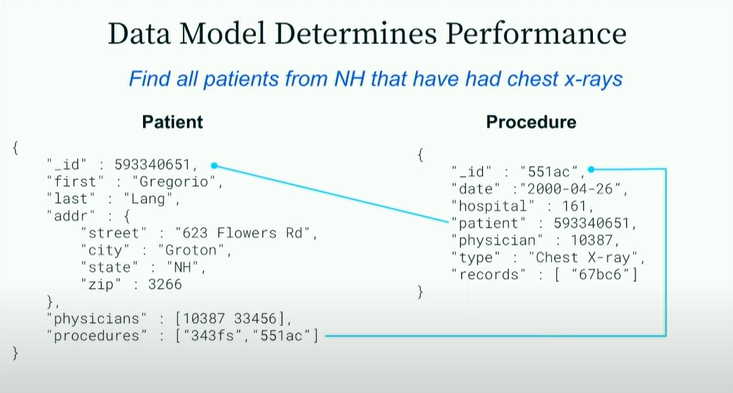 Data Model Determines Performance
Find all patients from NH that have had chest x-rays
Patient
{
"_id" : 593340651,
"first" : "Gregorio",
"last" : "Lang",
"addr" : {
"street" : "623 Flowers Rd",
"city" : "Groton",
"state" : "NH",
"zip" : 3266
},
"physicians" : [10387 33456],
"procedures" : ["343fs","551ac"]
}
Procedure
{
"_id" : "551ac",
"date" :"2000-04-26",
"hospital" : 161,
"patient" : 593340651,
"physician" : 10387,
"type" : "Chest X-ray",
"records" : [ "67bc6"]
}